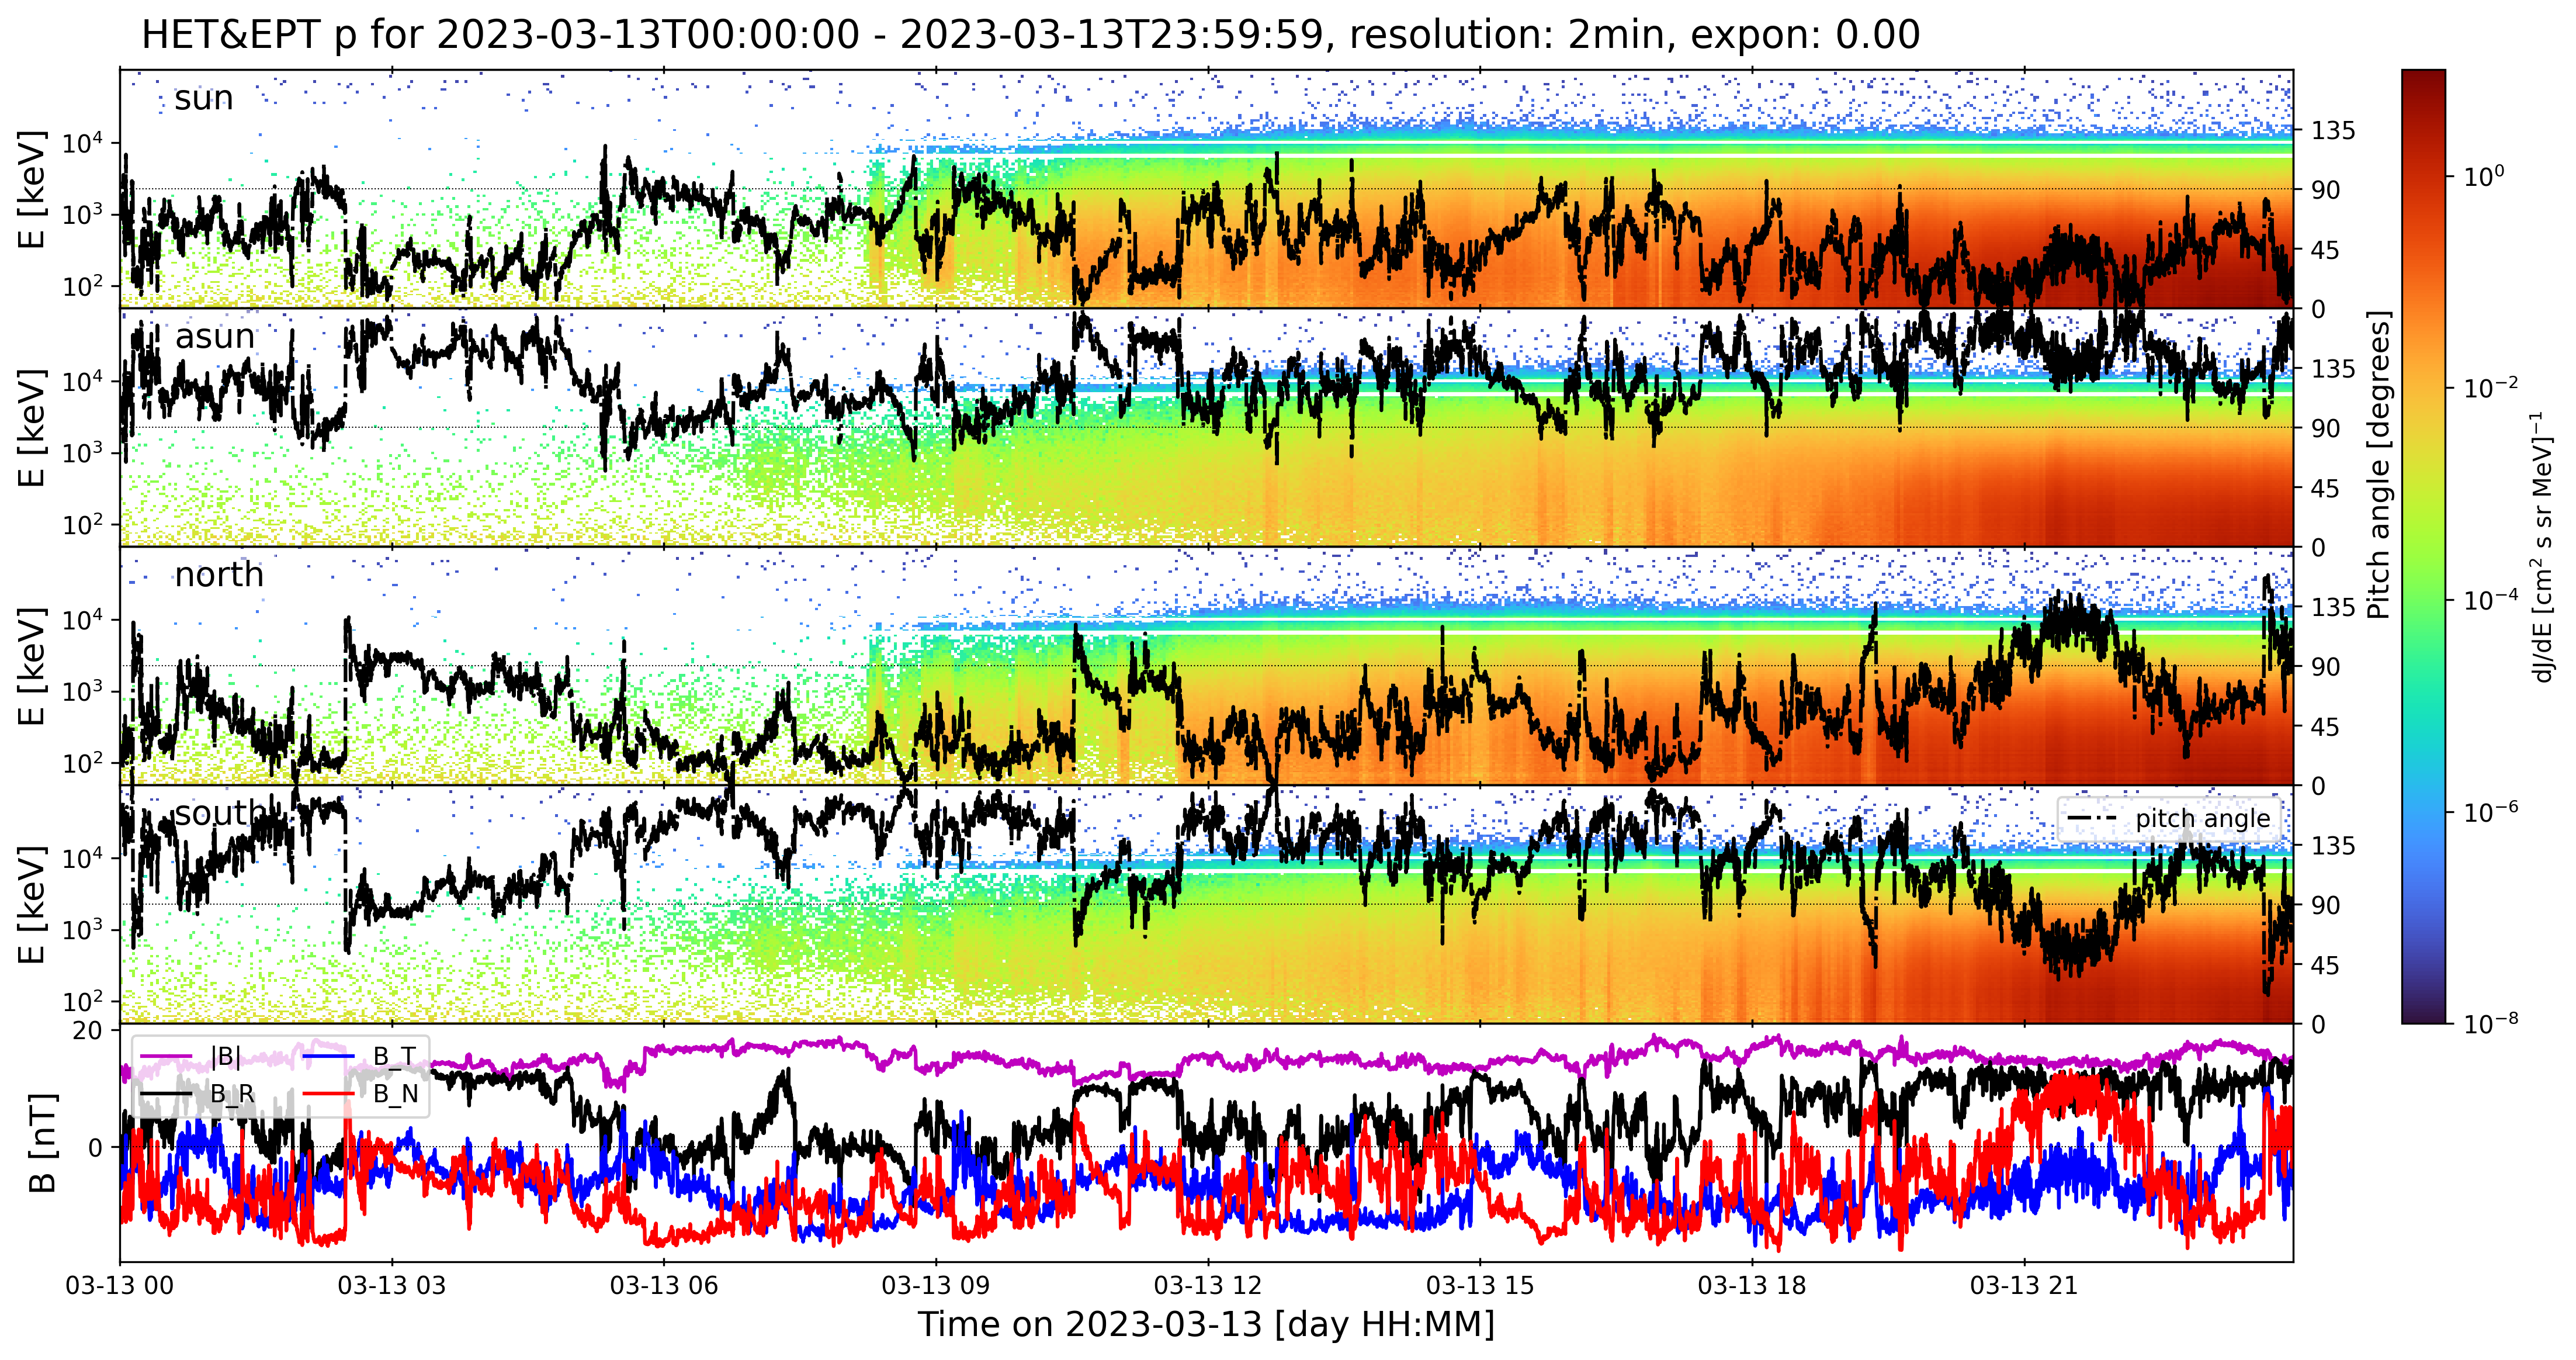 HET&EPT p for 2023-03-13T00:00:00 - 2023-03-13T23:59:59, resolution: 2min, expon: 0.00
sun
E [keV]
10⁴
10³
10²
135
90
45
0
asun
E [keV]
10⁴
10³
10²
135
90
45
0
Pitch angle [degrees]
north
E [keV]
10⁴
10³
10²
135
90
45
0
south
E [keV]
10⁴
10³
10²
135
90
45
0
pitch angle
10⁰
10⁻²
10⁻⁴
10⁻⁶
10⁻⁸
dJ/dE [cm² s sr MeV]⁻¹
B [nT]
20
0
|B| B_T
B_R B_N
03-13 00 03-13 03 03-13 06 03-13 09 03-13 12 03-13 15 03-13 18 03-13 21
Time on 2023-03-13 [day HH:MM]